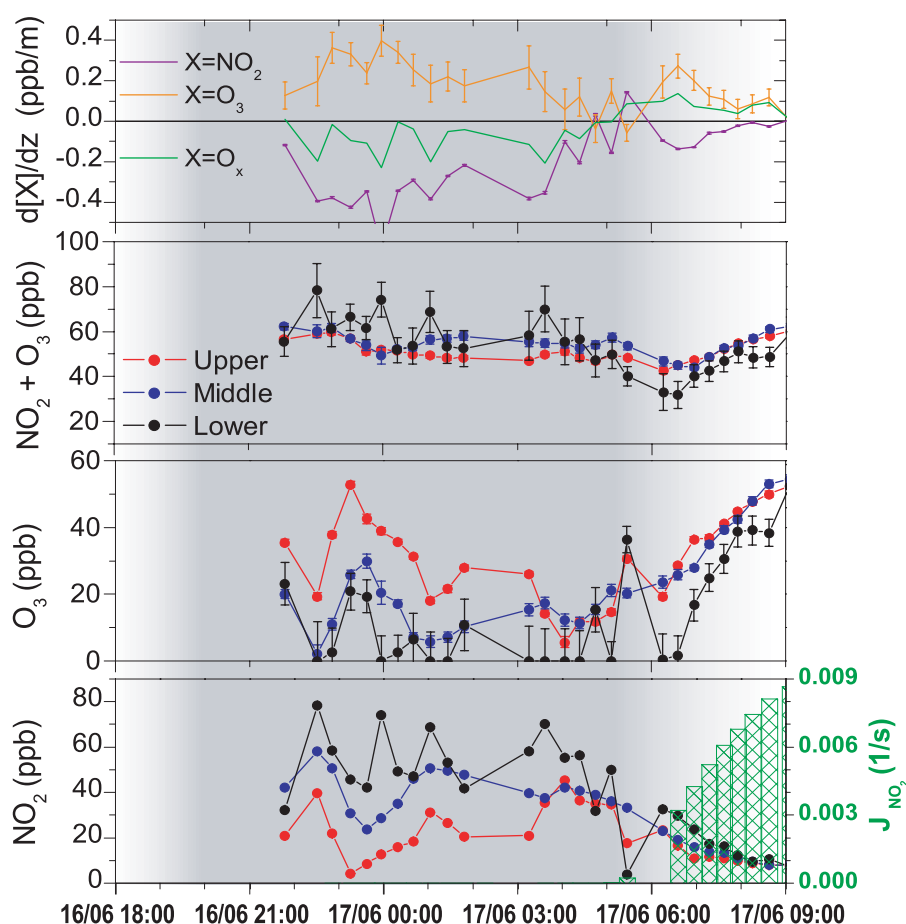 0.4
0.2
0.0
-0.2
-0.4
d[X]/dz (ppb/m)
X=NO₂
X=O₃
X=Oₓ
100
80
60
40
20
NO₂ + O₃ (ppb)
Upper
Middle
Lower
60
40
20
0
O₃ (ppb)
80
60
40
20
0
NO₂ (ppb)
0.009
0.006
0.003
0.000
J NO₂ (1/s)
16/06 18:00 16/06 21:00 17/06 00:00 17/06 03:00 17/06 06:00 17/06 09:00